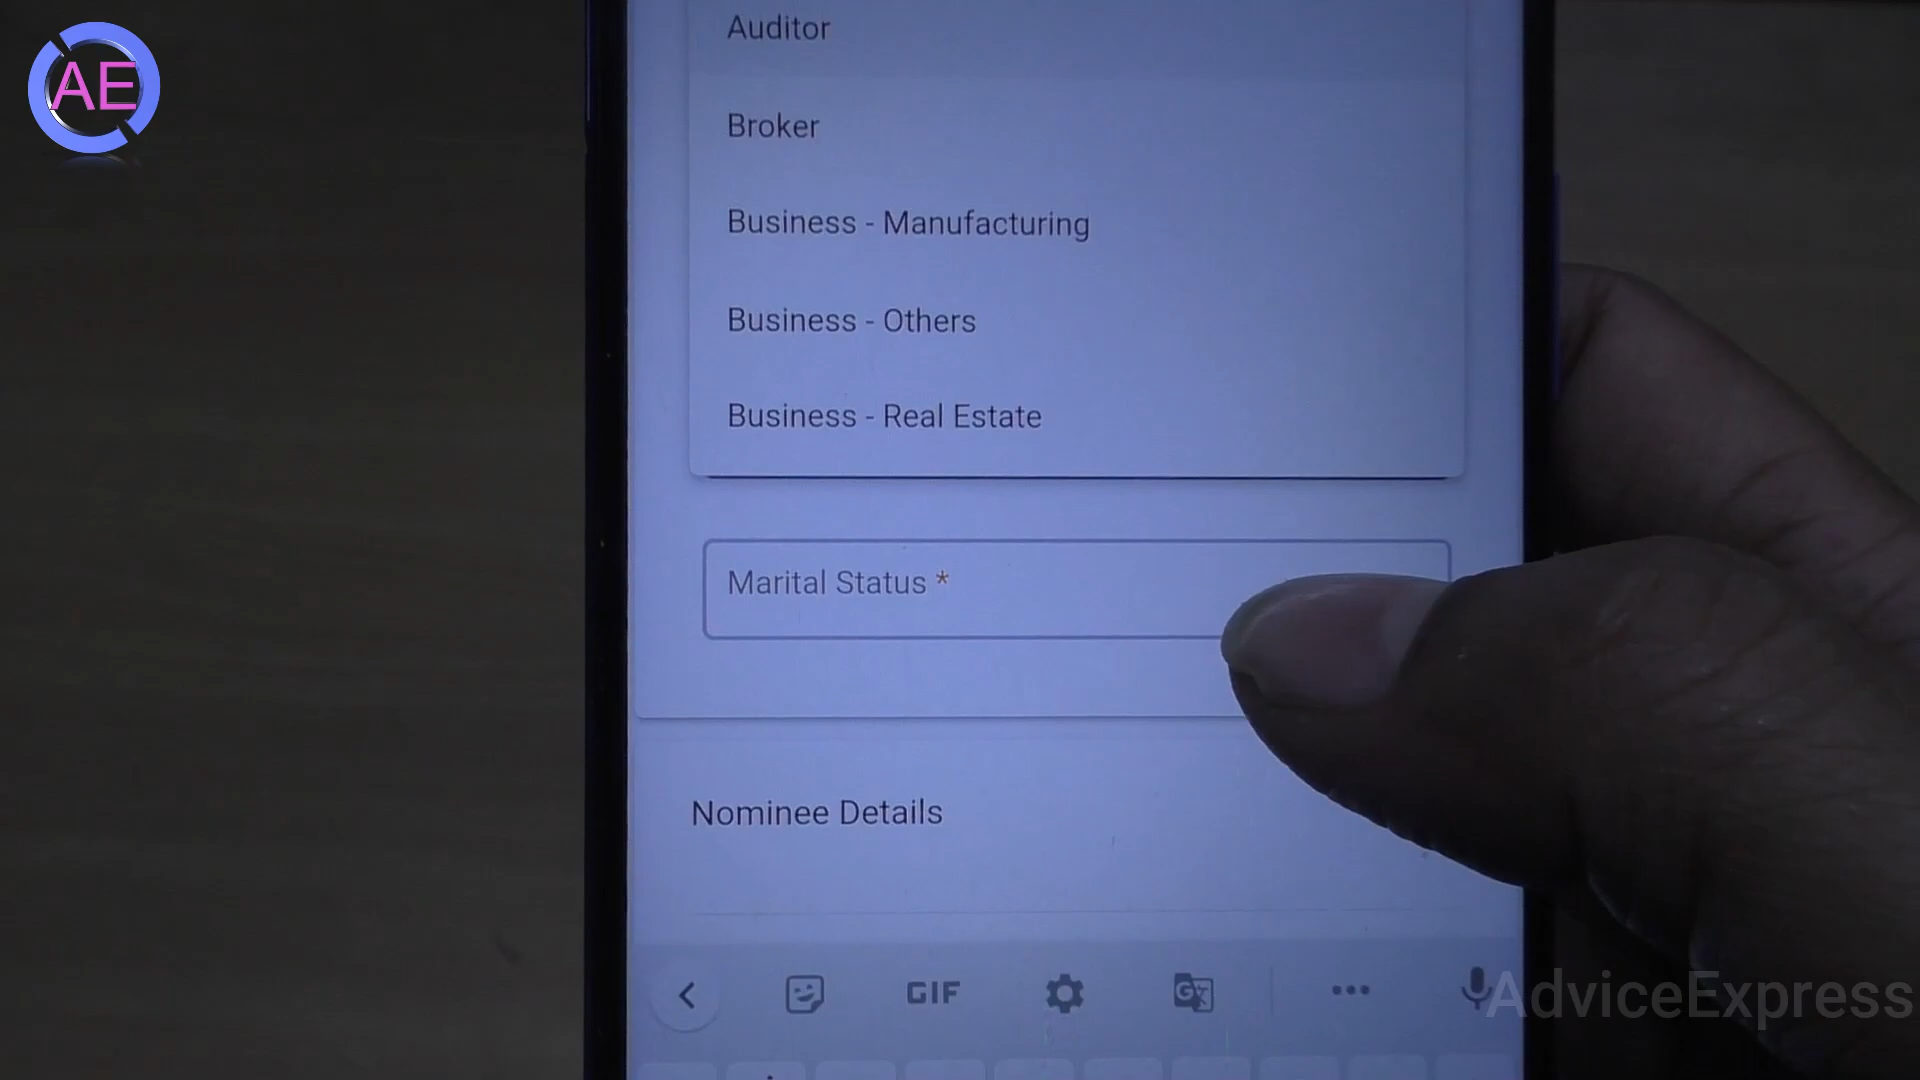 AE
Auditor
Broker
Business - Manufacturing
Business - Others
Business - Real Estate
Marital Status *
Nominee Details
GIF
G
AdviceExpress